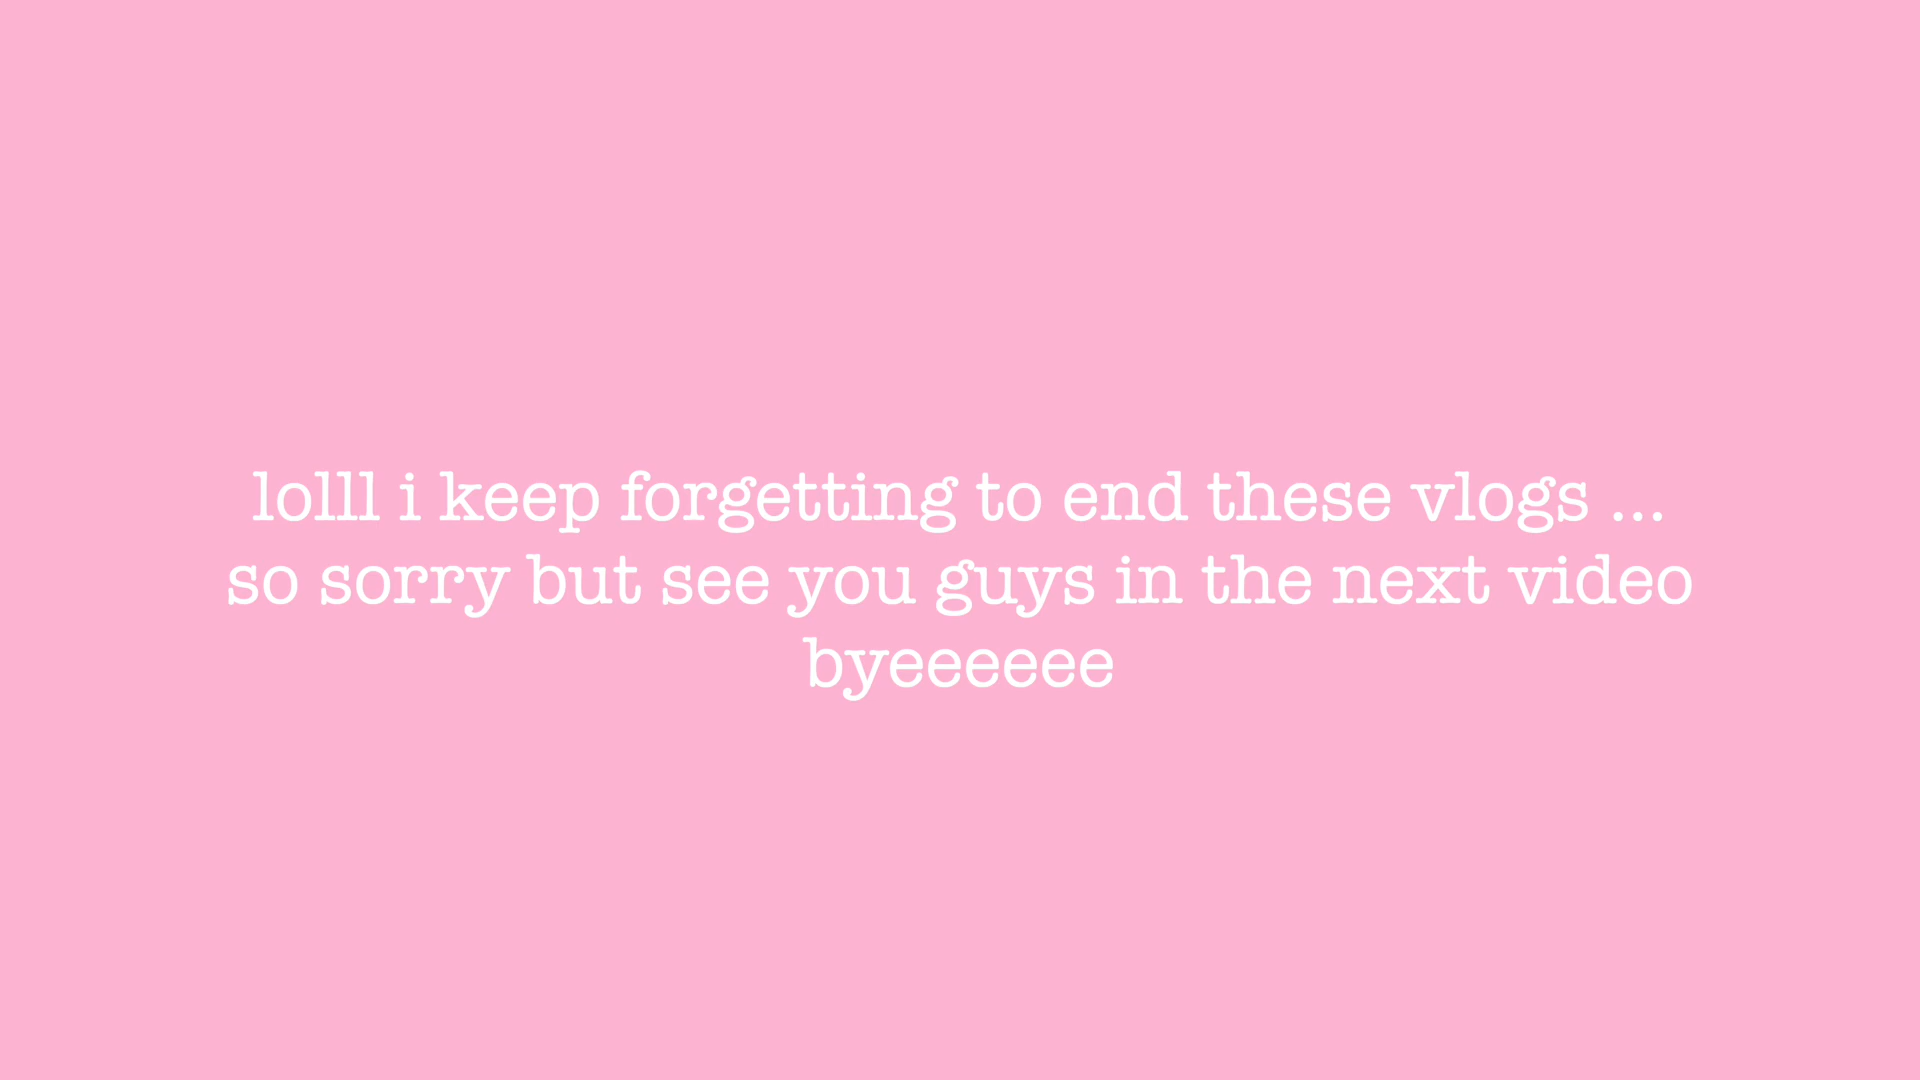 lolll i keep forgetting to end these vlogs ...
so sorry but see you guys in the next video
byeeeeee